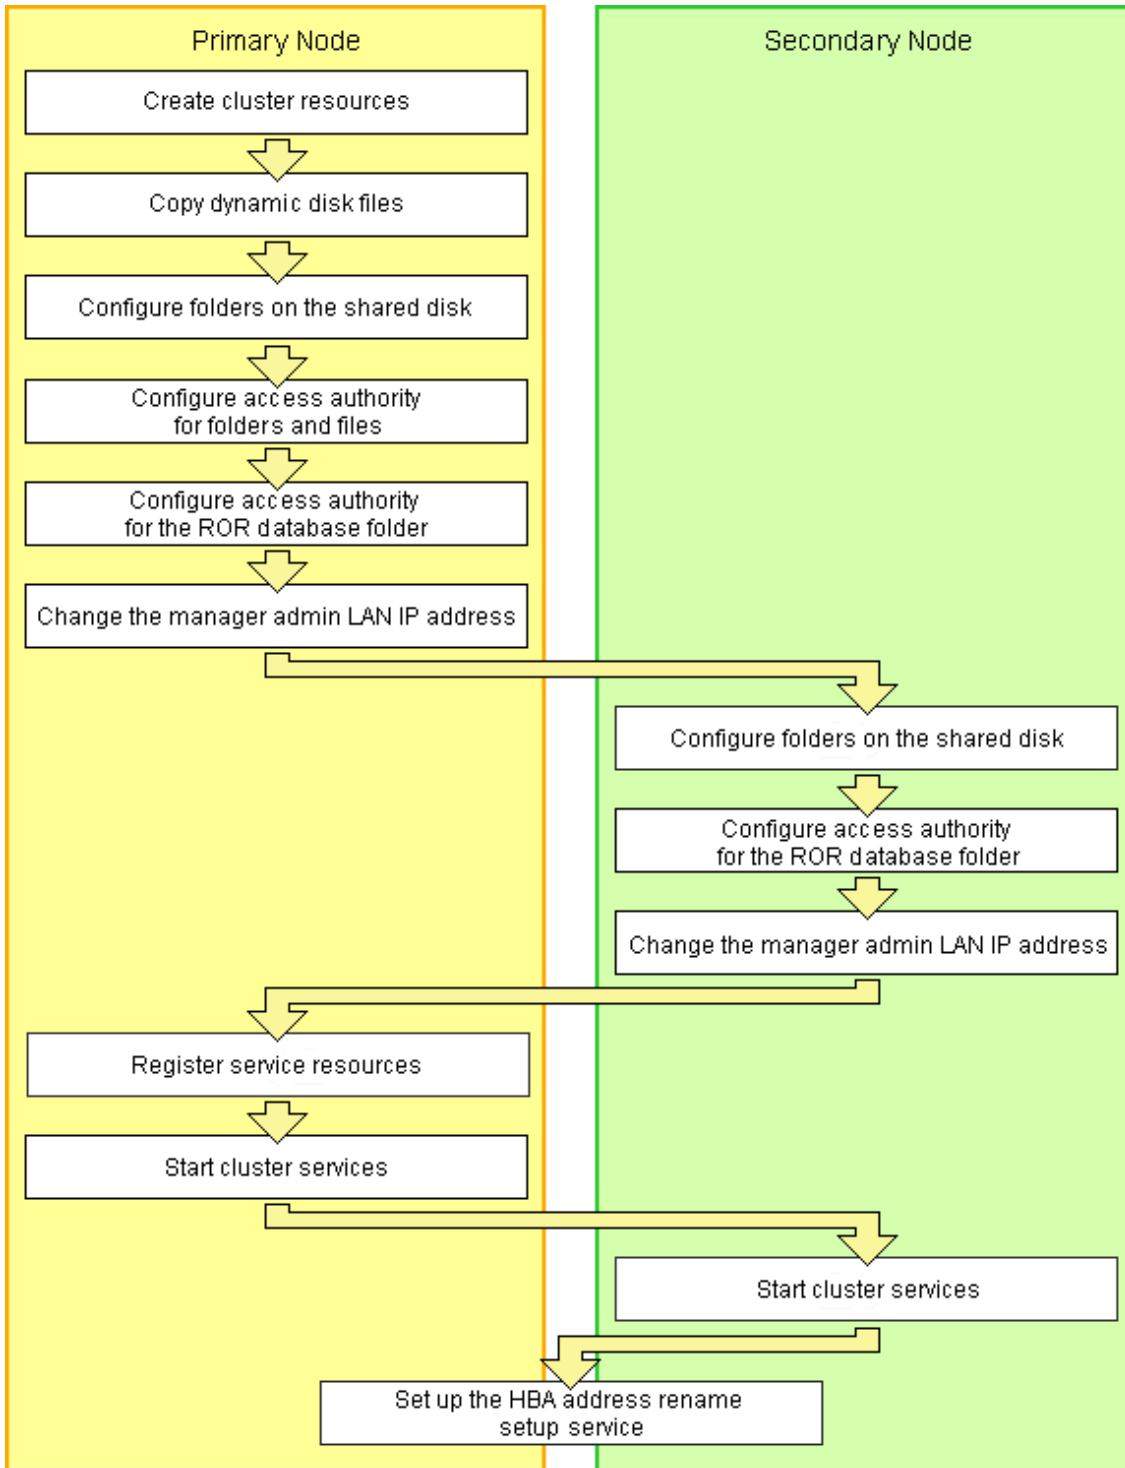 Primary Node
Secondary Node
Create cluster resources
Copy dynamic disk files
Configure folders on the shared disk
Configure access authority
for folders and files
Configure access authority
for the ROR database folder
Change the manager admin LAN IP address
Configure folders on the shared disk
Configure access authority
for the ROR database folder
Change the manager admin LAN IP address
Register service resources
Start cluster services
Start cluster services
Set up the HBA address rename
setup service